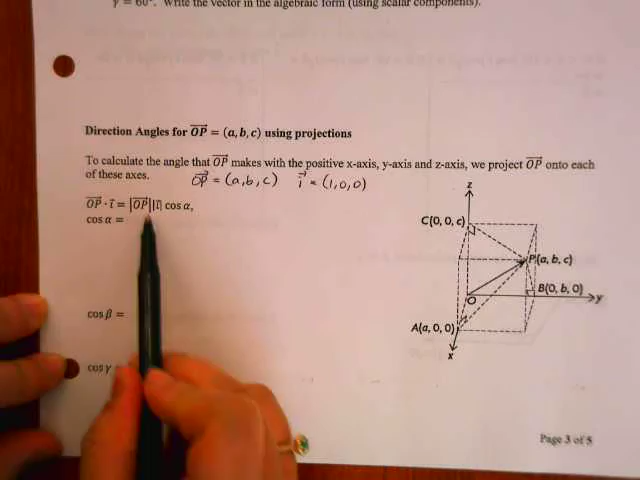 γ = 60°. Write the vector in the algebraic form (using scalar components).
Direction Angles for OP⃗ = (a, b, c) using projections
To calculate the angle that OP⃗ makes with the positive x-axis, y-axis and z-axis, we project OP⃗ onto each
of these axes.
OP⃗ = (a,b,c) i⃗ = (1,0,0)
OP⃗ · i⃗ = |OP⃗||i⃗| cos α,
cos α =
cos β =
cos γ
z
C(0, 0, c)
P(a, b, c)
B(0, b, 0)
O
y
A(a, 0, 0)
x
Page 3 of 5